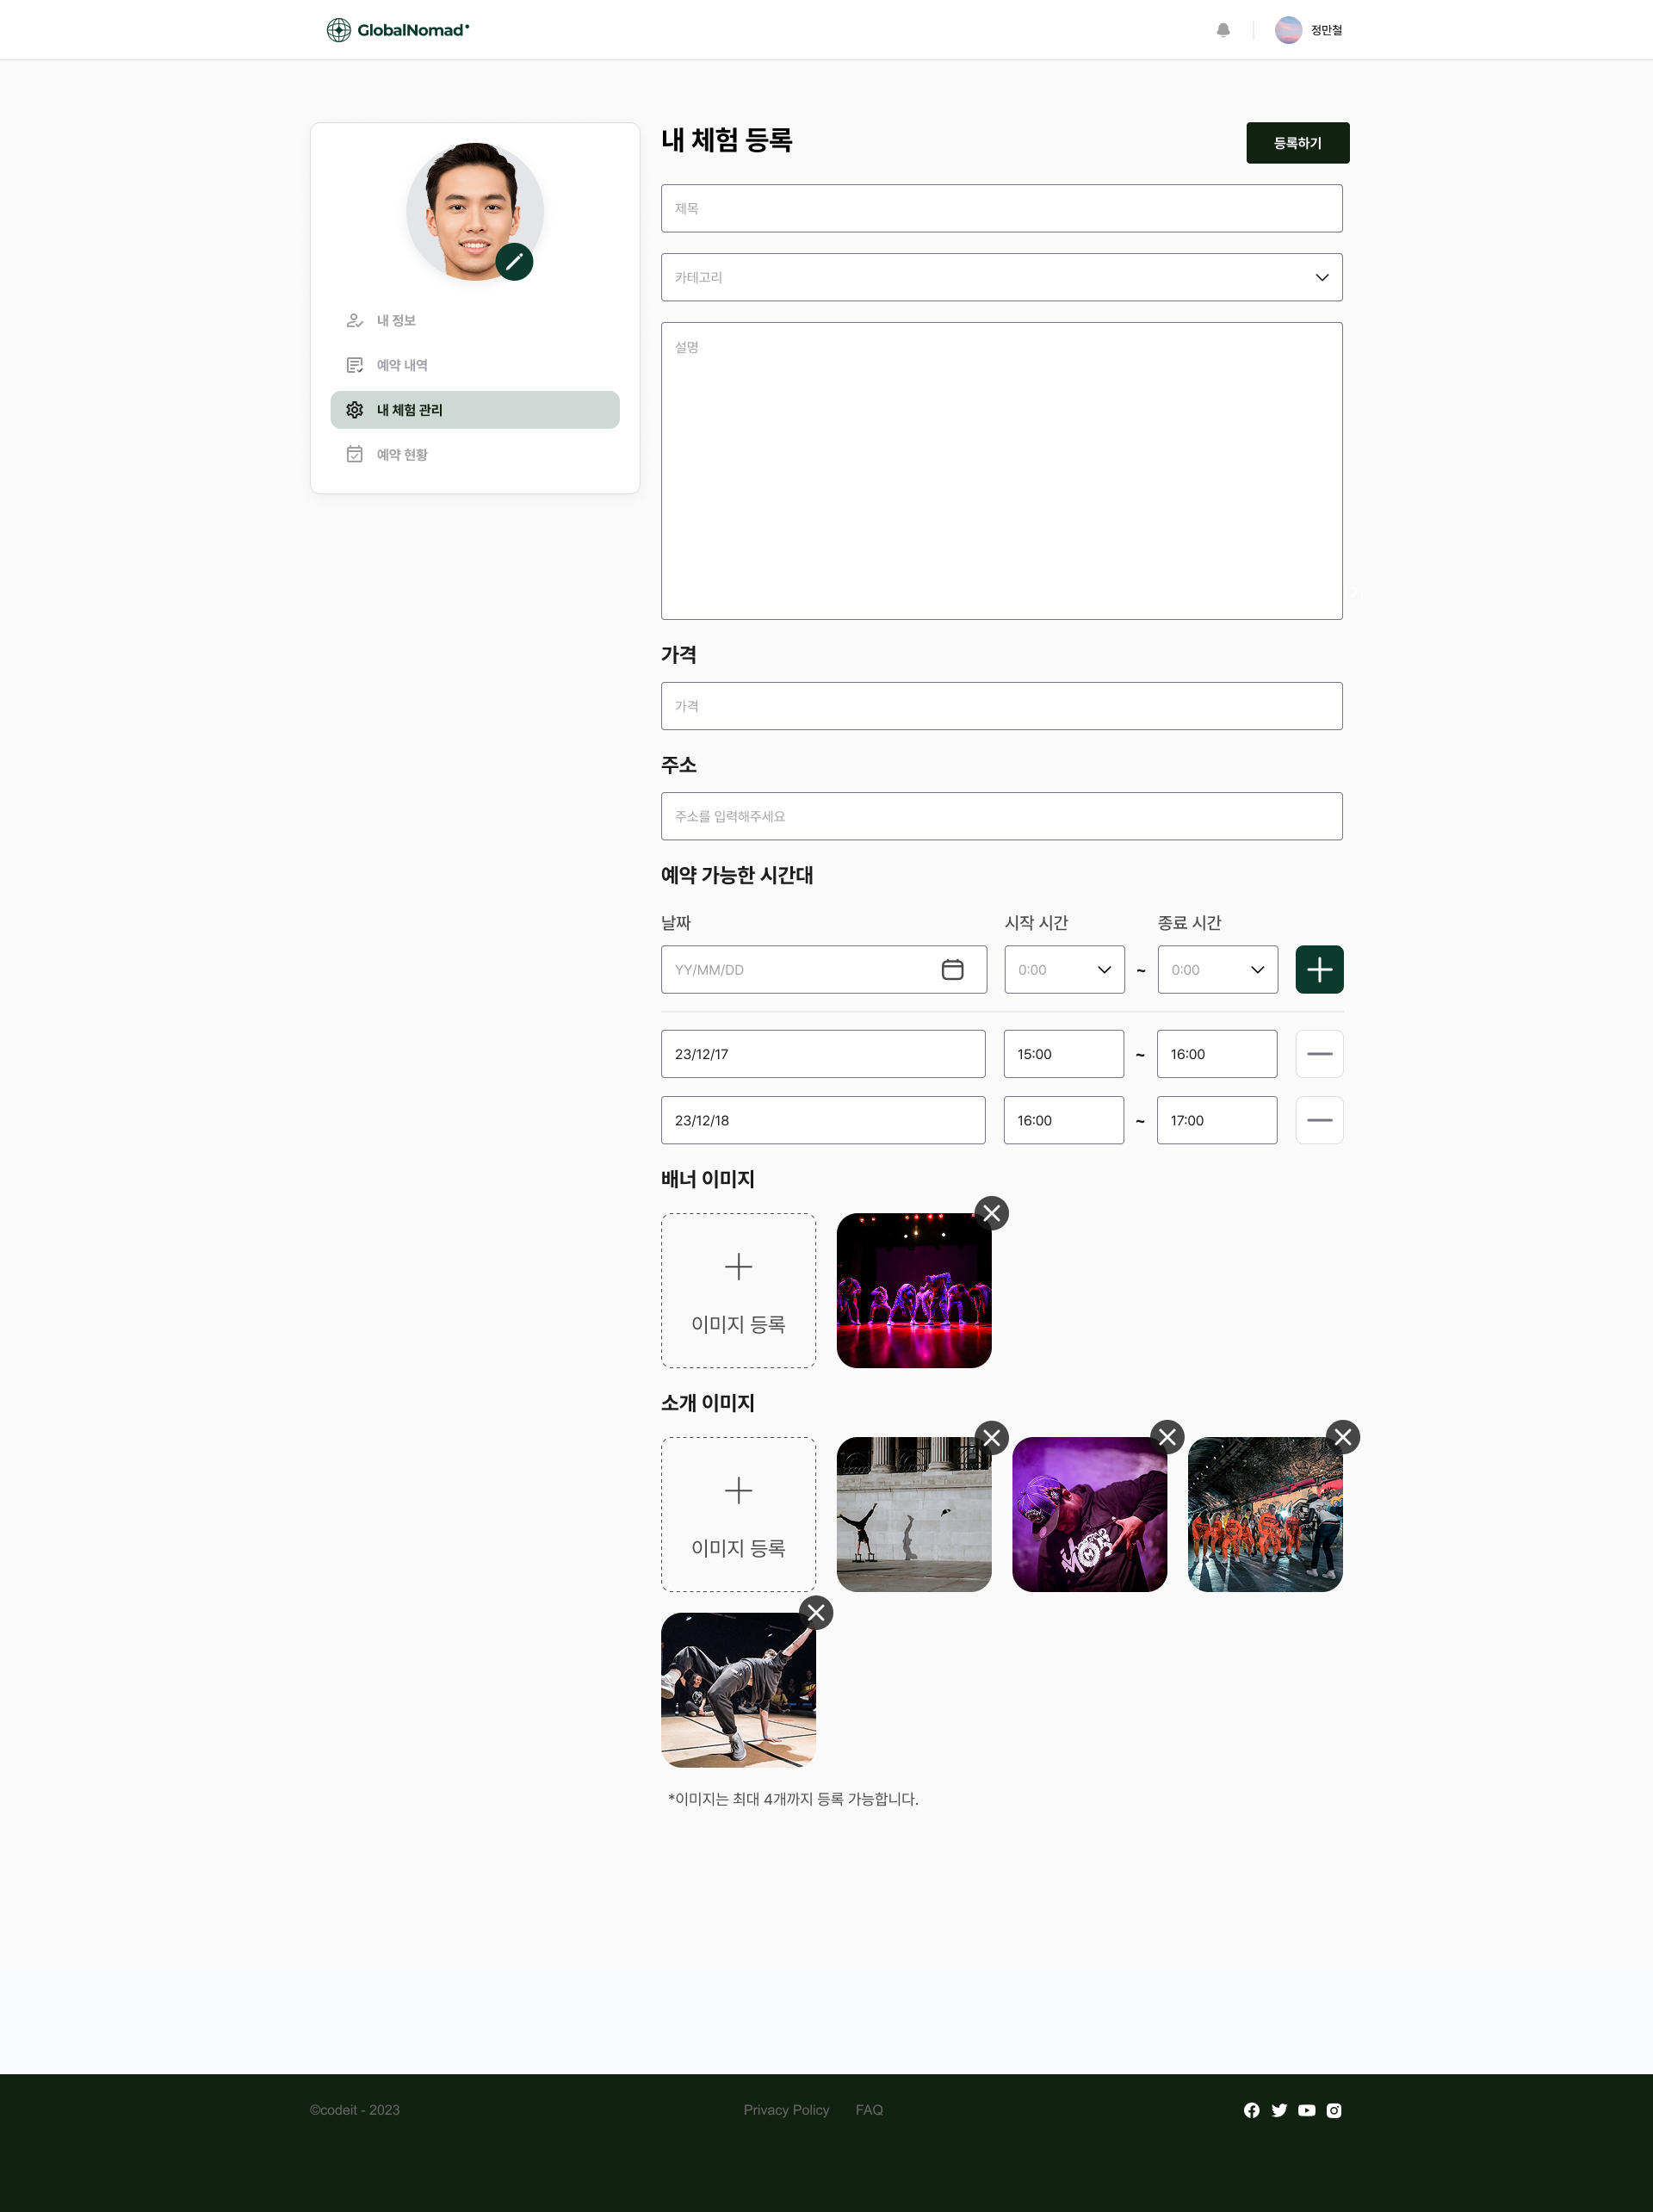 GlobalNomad
정만철
내 정보
예약 내역
내 체험 관리
예약 현황
내 체험 등록
등록하기
제목
카테고리
설명
가격
가격
주소
주소를 입력해주세요
예약 가능한 시간대
날짜 시작 시간 종료 시간
YY/MM/DD 0:00 ~ 0:00
23/12/17 15:00 ~ 16:00
23/12/18 16:00 ~ 17:00
배너 이미지
이미지 등록
소개 이미지
이미지 등록
*이미지는 최대 4개까지 등록 가능합니다.
©codeit - 2023 Privacy Policy FAQ